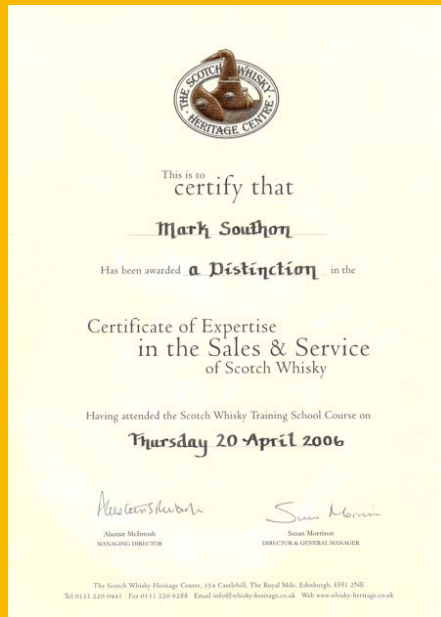 THE SCOTCH WHISKY
HERITAGE CENTRE
This is to
certify that
Mark Southon
Has been awarded a Distinction in the
Certificate of Expertise
in the Sales & Service
of Scotch Whisky
Having attended the Scotch Whisky Training School Course on
Thursday 20 April 2006
Alastair McIntosh
Susan Morrison
MANAGING DIRECTOR
DIRECTOR & GENERAL MANAGER
The Scotch Whisky Heritage Centre, 354 Castlehill, The Royal Mile, Edinburgh, EH1 2NE
Tel 0131 220 0441 Fax 0131 220 6288 Email info@whisky-heritage.co.uk Web www.whisky-heritage.co.uk